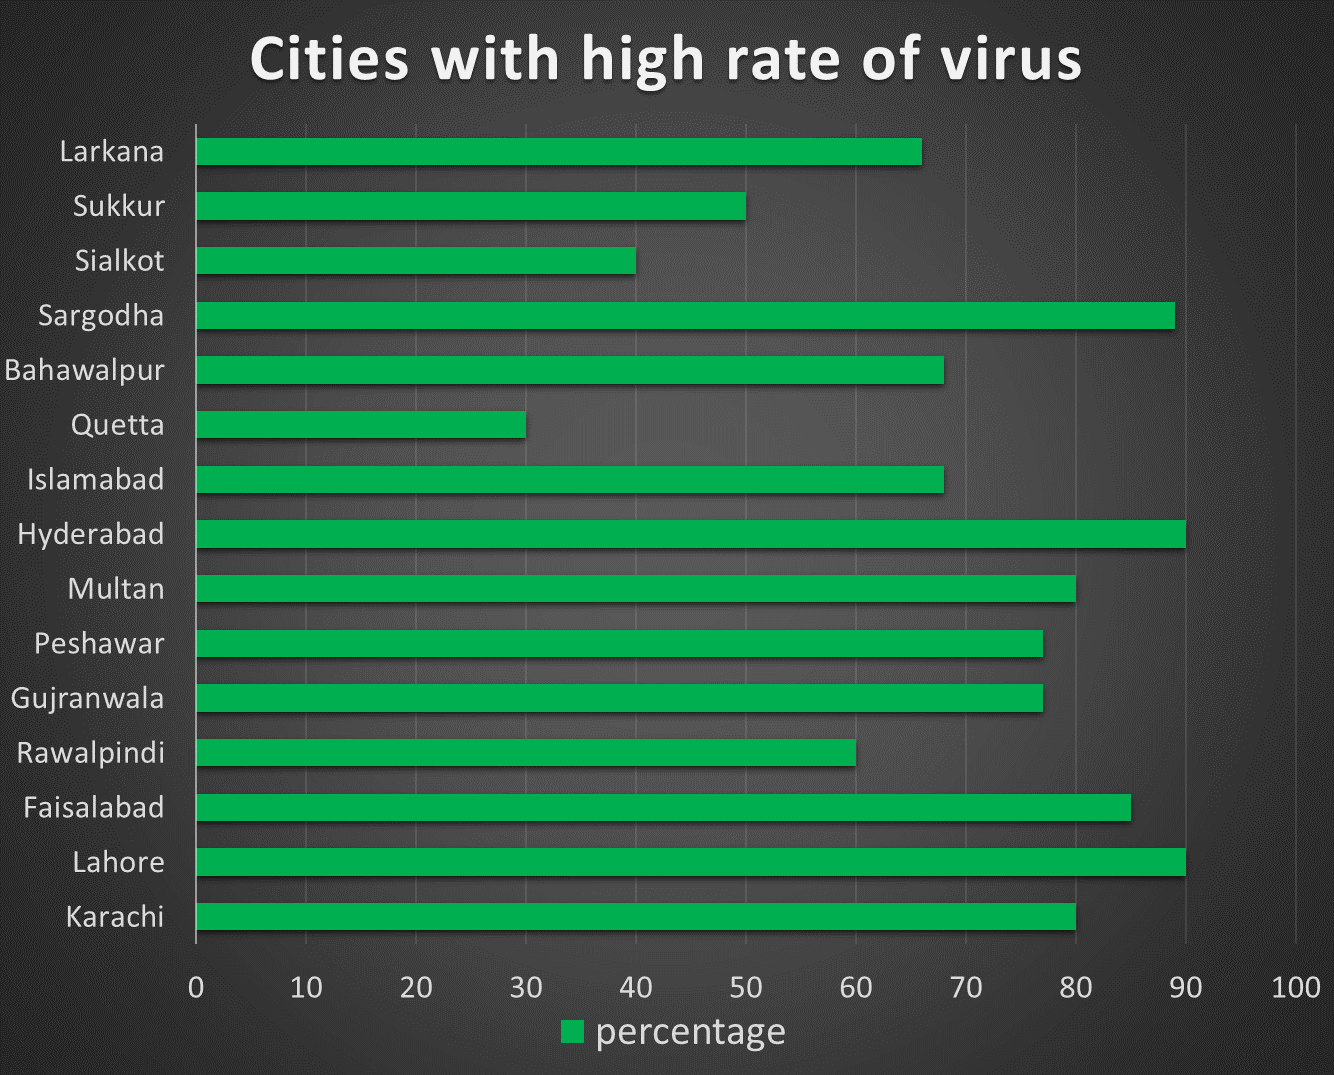 Cities with high rate of virus
Larkana
Sukkur
Sialkot
Sargodha
Bahawalpur
Quetta
Islamabad
Hyderabad
Multan
Peshawar
Gujranwala
Rawalpindi
Faisalabad
Lahore
Karachi
0 10 20 30 40 50 60 70 80 90 100
percentage